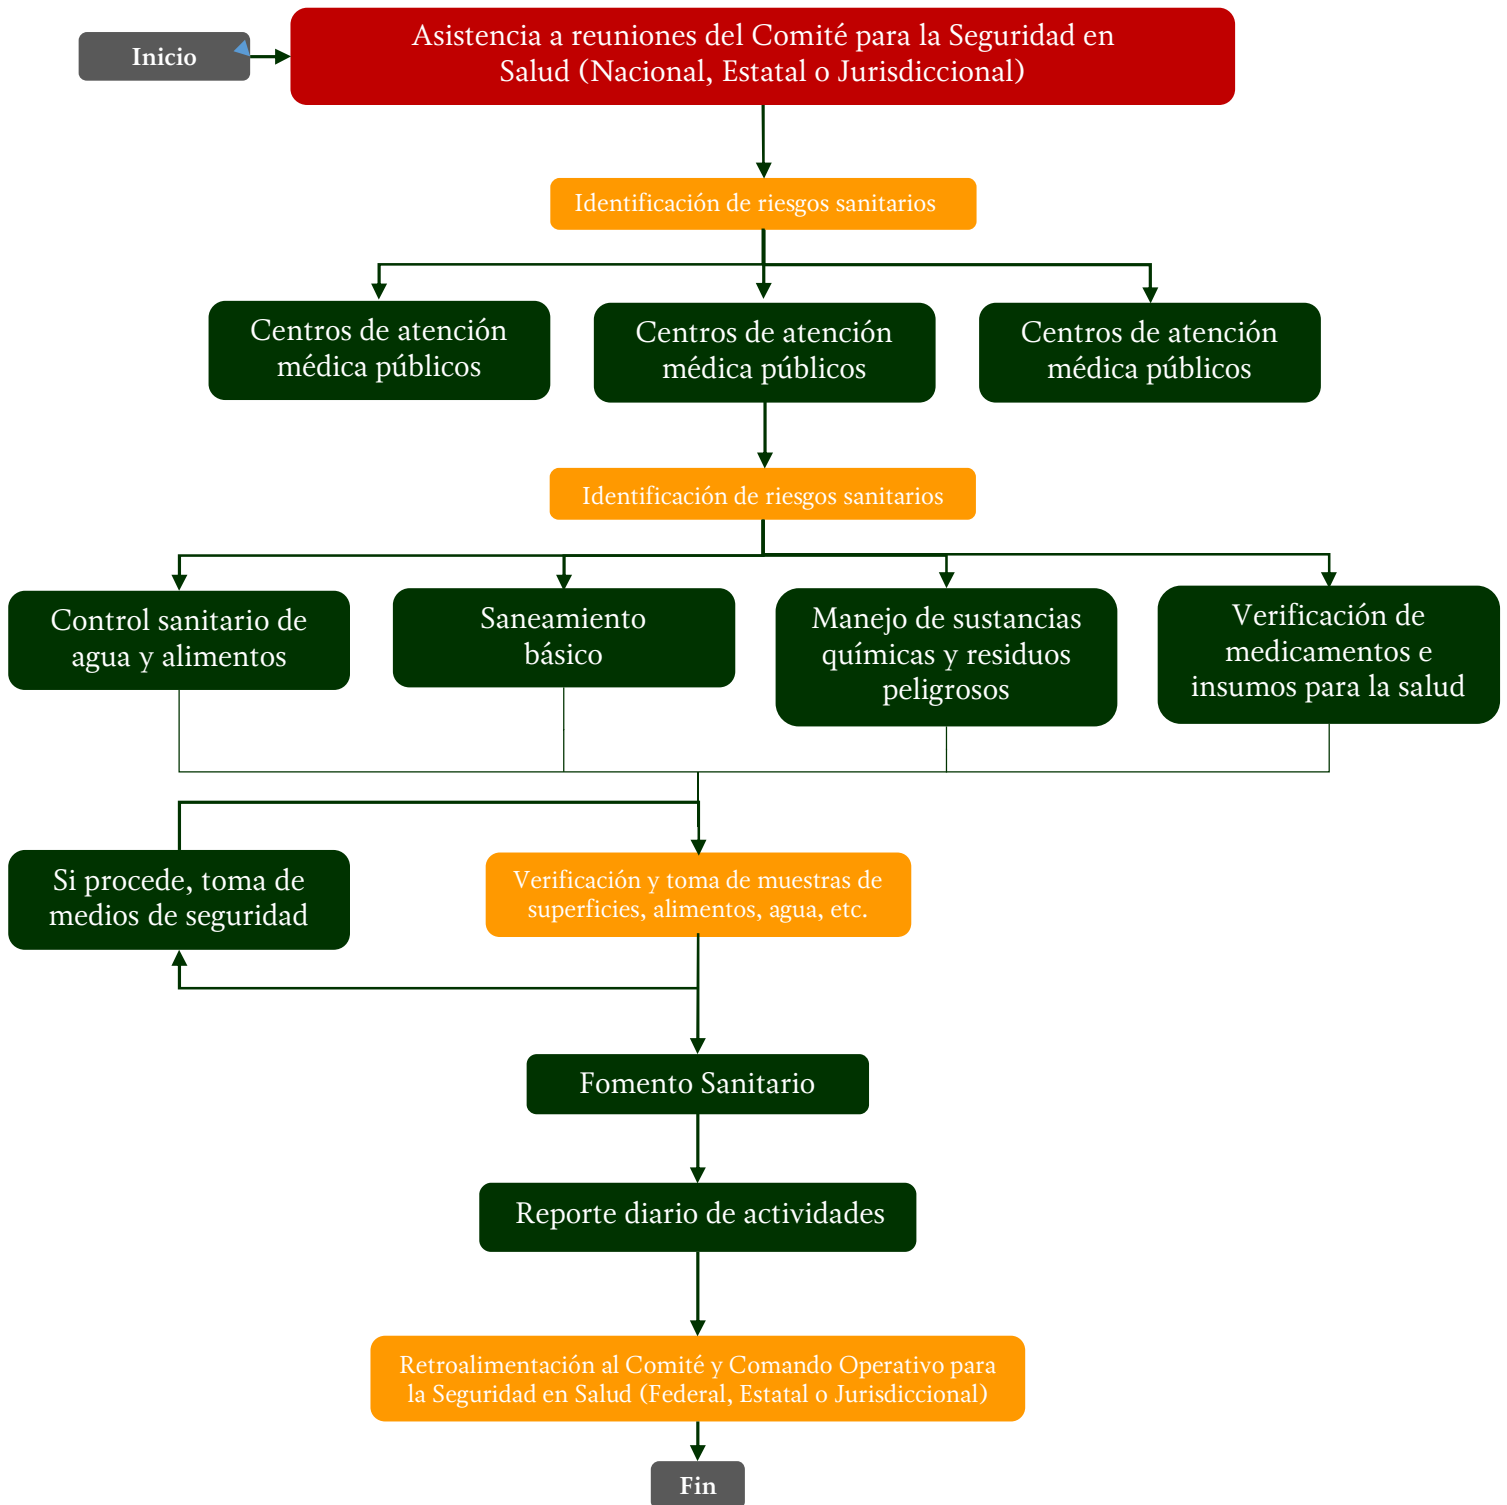 Inicio
Asistencia a reuniones del Comité para la Seguridad en
Salud (Nacional, Estatal o Jurisdiccional)
Identificación de riesgos sanitarios
Centros de atención
médica públicos
Centros de atención
médica públicos
Centros de atención
médica públicos
Identificación de riesgos sanitarios
Control sanitario de
agua y alimentos
Saneamiento
básico
Manejo de sustancias
químicas y residuos
peligrosos
Verificación de
medicamentos e
insumos para la salud
Si procede, toma de
medios de seguridad
Verificación y toma de muestras de
superficies, alimentos, agua, etc.
Fomento Sanitario
Reporte diario de actividades
Retroalimentación al Comité y Comando Operativo para
la Seguridad en Salud (Federal, Estatal o Jurisdiccional)
Fin